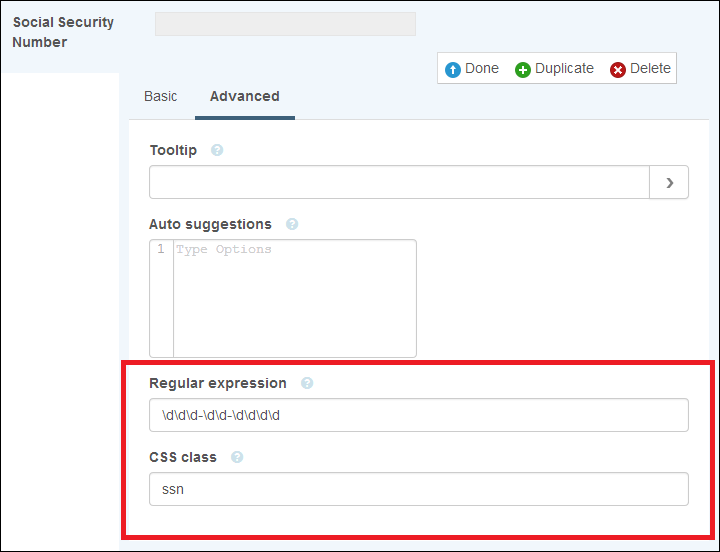 Social Security
Number
Done Duplicate Delete
Basic Advanced
Tooltip ?
Auto suggestions ?
1 Type Options
Regular expression ?
\d\d\d-\d\d-\d\d\d\d
CSS class ?
ssn